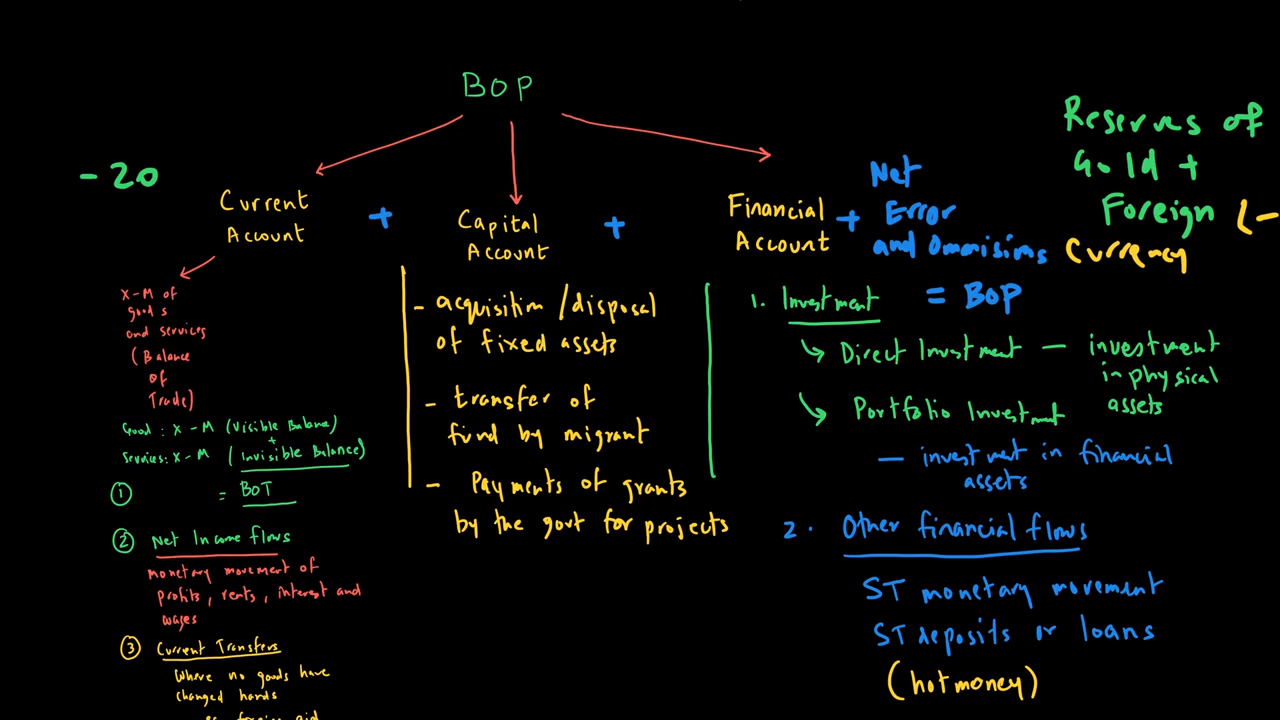 BOP
- 20
Current
Account
+
Capital
Account
+
Financial
Account
+
Net
Error
and Ommisims
= BOP
Reserves of
Gold +
Foreign (-
Currency
X-M of
goods
and services
(Balance
of
Trade)
Good : X - M (Visible Balance)
+
Services: X - M (Invisible Balance)
① = BOT
② Net Income flows
monetary movement of
profits, rents, interest and
wages
③ Current Transfers
Where no goods have
changed hands
eg foreign aid
- acquisition / disposal
of fixed assets
- transfer of
fund by migrant
- Payments of grants
by the govt for projects
1. Investment
↳ Direct Investment — investment
in physical
assets
↳ Portfolio Investment
— investment in financial
assets
2. Other financial flows
ST monetary movement
ST deposits or loans
(hot money)